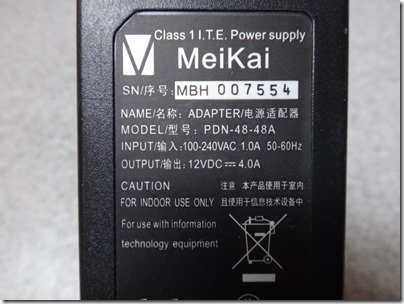 Class 1 I.T.E. Power supply
MeiKai
SN/序号: MBH 007554
NAME/名称: ADAPTER/电源适配器
MODEL/型号: PDN-48-48A
INPUT/输入: 100-240VAC 1.0A 50-60Hz
OUTPUT/输出: 12VDC⎓4.0A
CAUTION 注意 本产品使用于室内
FOR INDOOR USE ONLY 且使用于信息技术设备中
For use with information
technology equipment